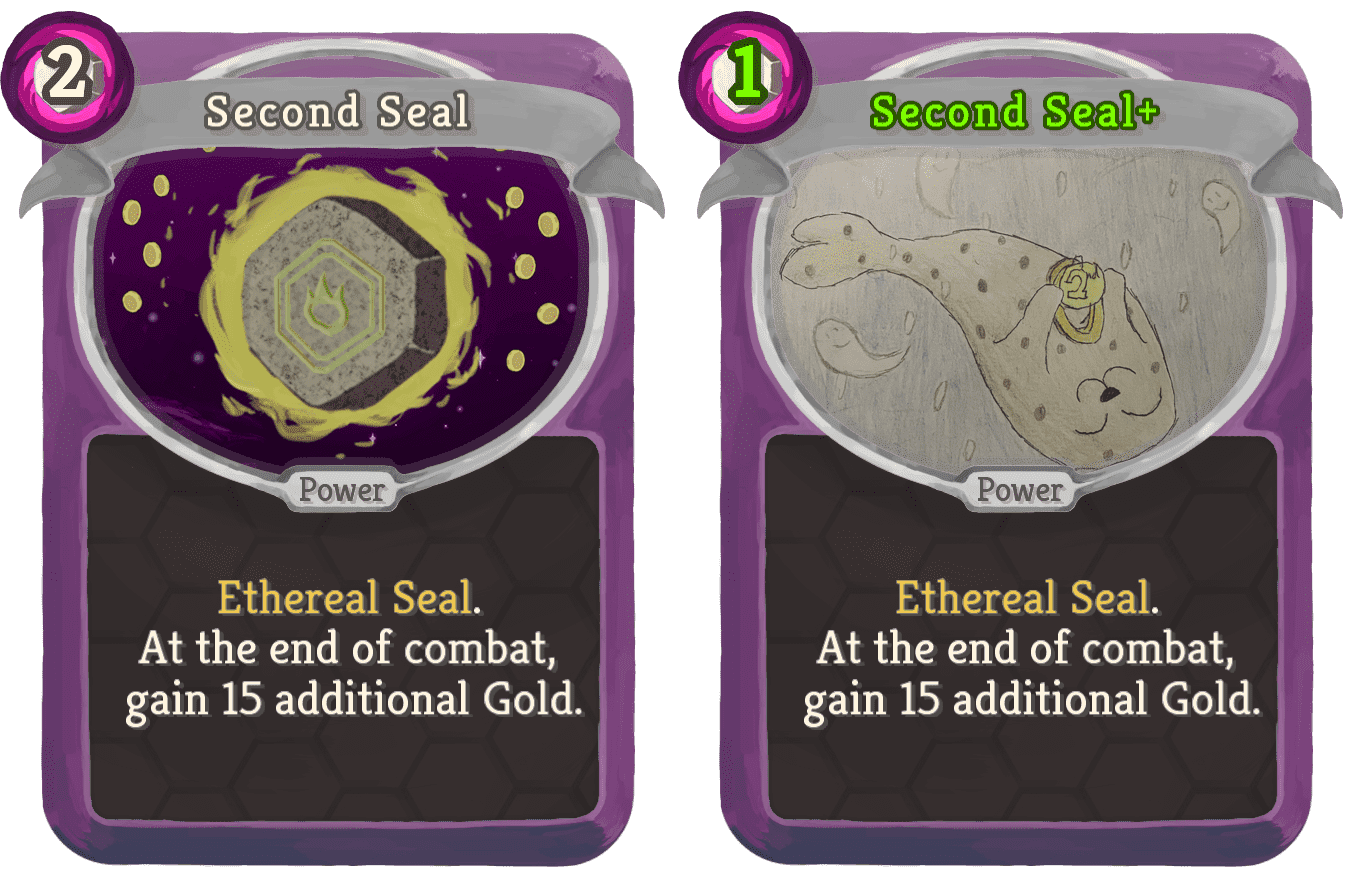 2
Second Seal
Power
Ethereal Seal.
At the end of combat,
gain 15 additional Gold.
1
Second Seal+
2
Power
Ethereal Seal.
At the end of combat,
gain 15 additional Gold.